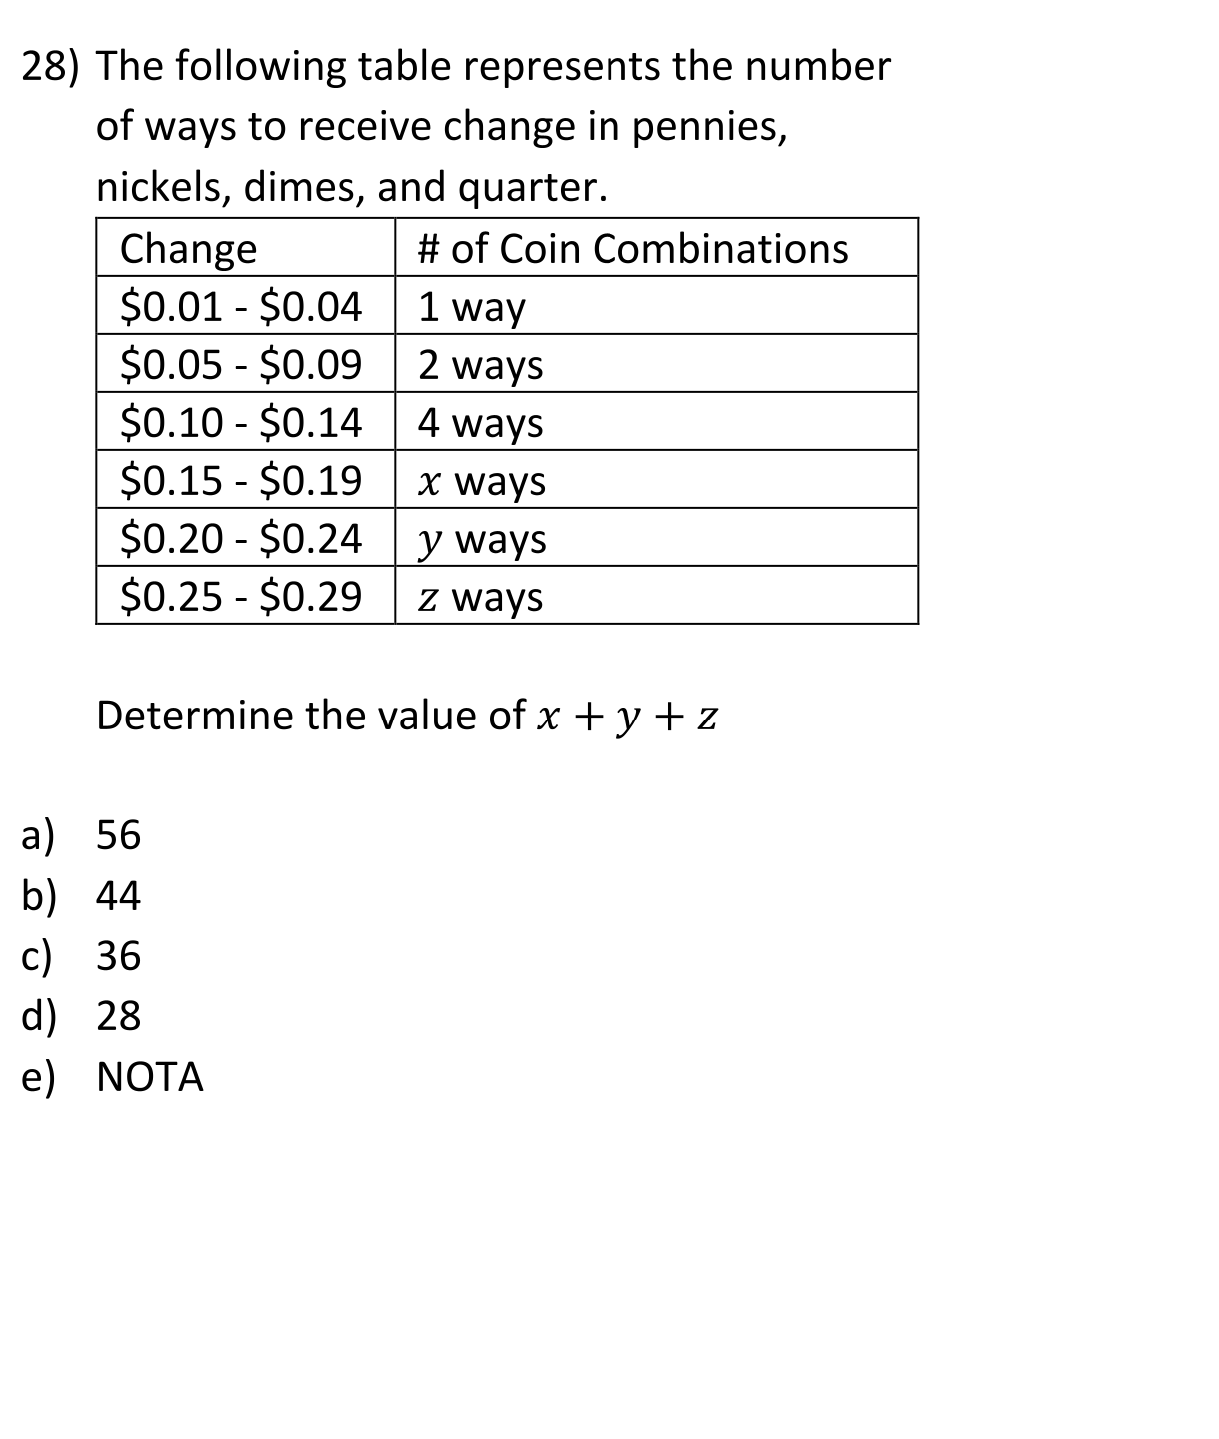 28) The following table represents the number
of ways to receive change in pennies,
nickels, dimes, and quarter.
Change # of Coin Combinations
$0.01 - $0.04 1 way
$0.05 - $0.09 2 ways
$0.10 - $0.14 4 ways
$0.15 - $0.19 x ways
$0.20 - $0.24 y ways
$0.25 - $0.29 z ways
Determine the value of x + y + z
a) 56
b) 44
c) 36
d) 28
e) NOTA